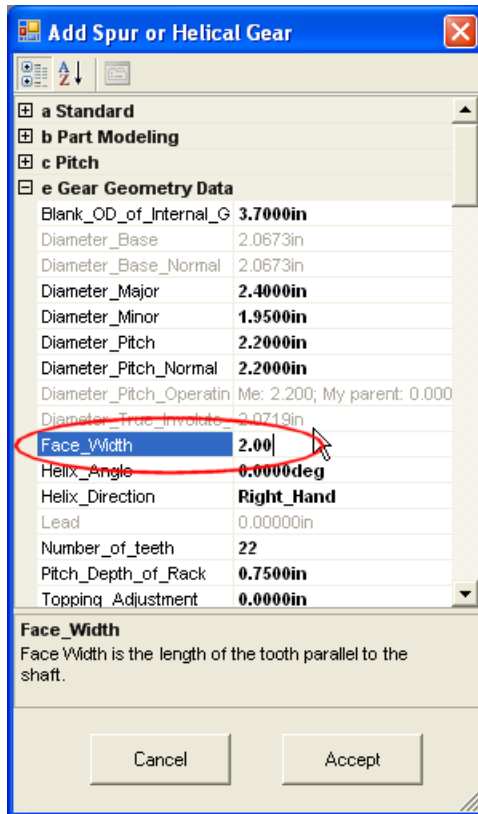 Add Spur or Helical Gear
a Standard
b Part Modeling
c Pitch
e Gear Geometry Data
Blank_OD_of_Internal_G 3.7000in
Diameter_Base 2.0673in
Diameter_Base_Normal 2.0673in
Diameter_Major 2.4000in
Diameter_Minor 1.9500in
Diameter_Pitch 2.2000in
Diameter_Pitch_Normal 2.2000in
Diameter_Pitch_Operatin Me: 2.200; My parent: 0.000
Diameter_True_Involute_ 2.0719in
Face_Width 2.00
Helix_Angle 0.0000deg
Helix_Direction Right_Hand
Lead 0.00000in
Number_of_teeth 22
Pitch_Depth_of_Rack 0.7500in
Topping_Adjustment 0.0000in
Face_Width
Face Width is the length of the tooth parallel to the
shaft.
Cancel Accept